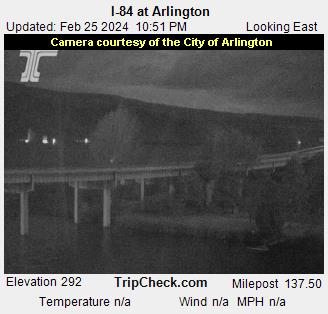 I-84 at Arlington
Updated: Feb 25 2024 10:51 PM Looking East
Camera courtesy of the City of Arlington
Elevation 292 TripCheck.com Milepost 137.50
Temperature n/a Wind n/a MPH n/a